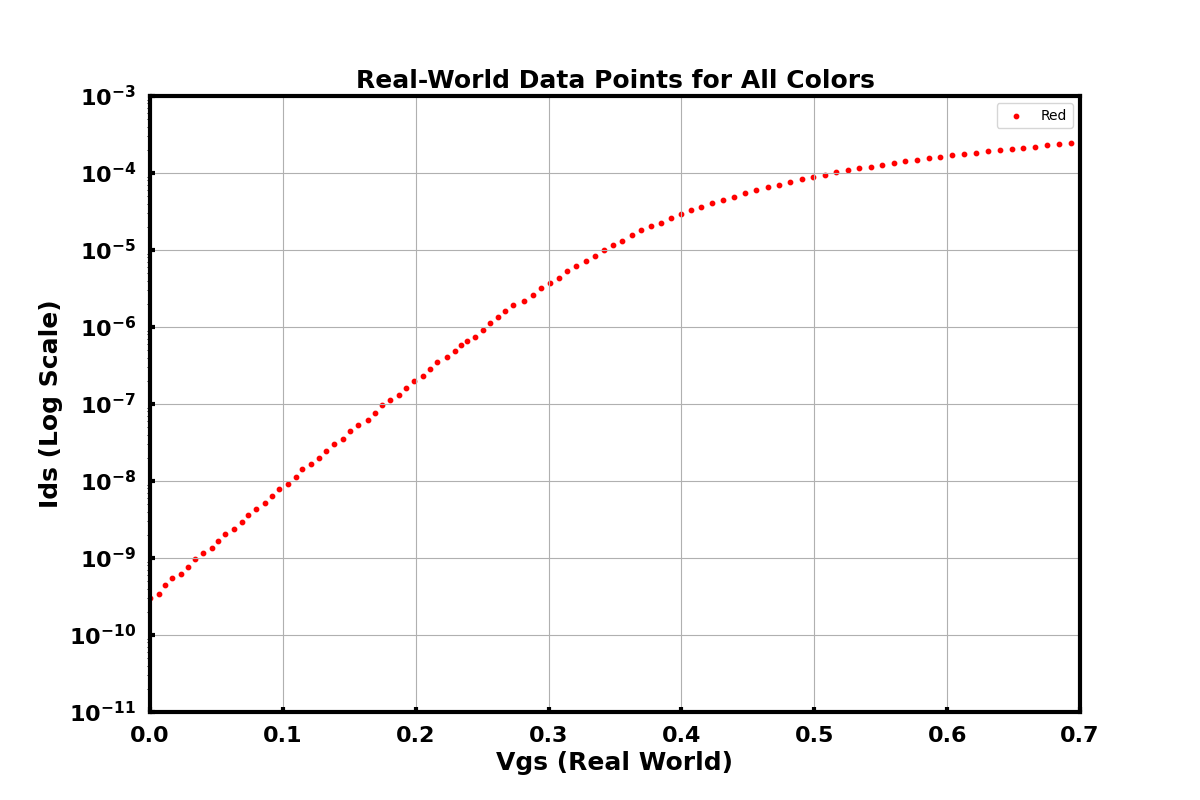 Real-World Data Points for All Colors
10⁻³
Red
10⁻⁴
10⁻⁵
10⁻⁶
10⁻⁷
10⁻⁸
10⁻⁹
10⁻¹⁰
10⁻¹¹
Ids (Log Scale)
0.0 0.1 0.2 0.3 0.4 0.5 0.6 0.7
Vgs (Real World)